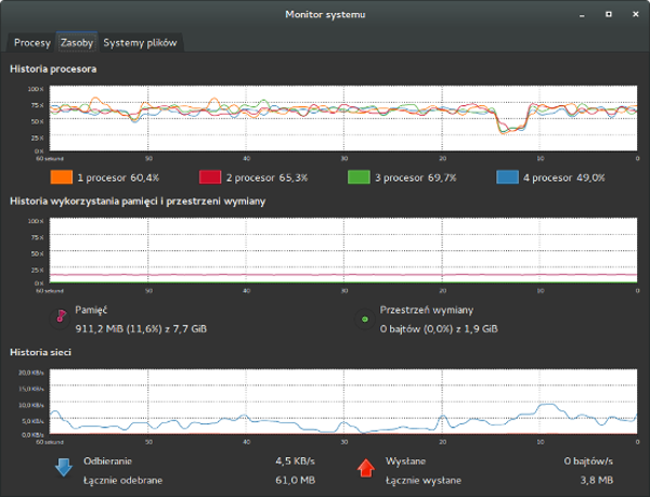 Monitor systemu
Procesy Zasoby Systemy plików
Historia procesora
100 %
75 %
50 %
25 %
0 %
60 sekund 50 40 30 20 10 0
1 procesor 60,4% 2 procesor 65,3% 3 procesor 69,7% 4 procesor 49,0%
Historia wykorzystania pamięci i przestrzeni wymiany
100 %
75 %
50 %
25 %
0 %
60 sekund 50 40 30 20 10 0
Pamięć Przestrzeń wymiany
911,2 MiB (11,6%) z 7,7 GiB 0 bajtów (0,0%) z 1,9 GiB
Historia sieci
20,0 KB/s
15,0 KB/s
10,0 KB/s
5,0 KB/s
0,0 KB/s
60 sekund 50 40 30 20 10 0
Odbieranie 4,5 KB/s Wysłane 0 bajtów/s
Łącznie odebrane 61,0 MB Łącznie wysłane 3,8 MB